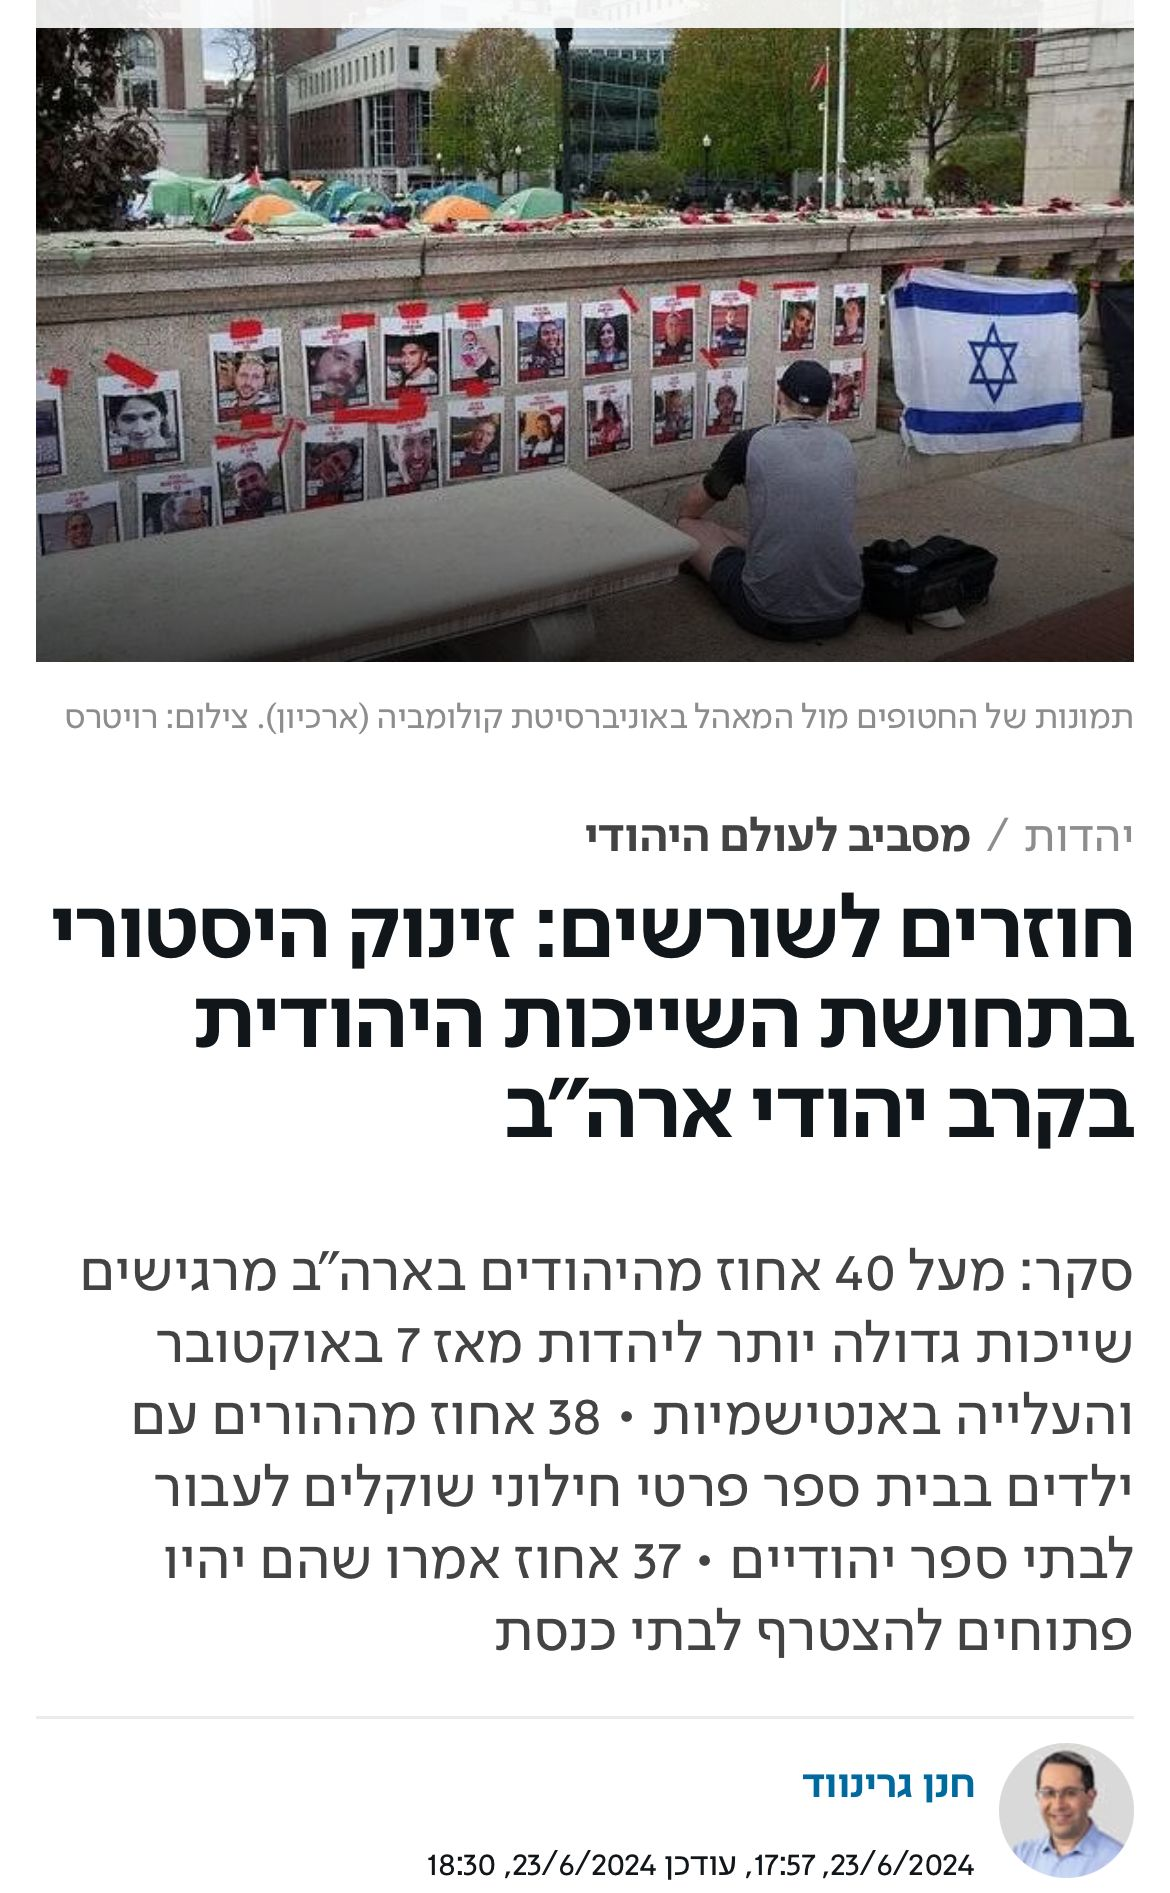 תמונות של החטופים מול המאהל באוניברסיטת קולומביה (ארכיון). צילום: רויטרס
יהדות / מסביב לעולם היהודי
חוזרים לשורשים: זינוק היסטורי
בתחושת השייכות היהודית
בקרב יהודי ארה"ב
סקר: מעל 40 אחוז מהיהודים בארה"ב מרגישים
שייכות גדולה יותר ליהדות מאז 7 באוקטובר
והעלייה באנטישמיות • 38 אחוז מההורים עם
ילדים בבית ספר פרטי חילוני שוקלים לעבור
לבתי ספר יהודיים • 37 אחוז אמרו שהם יהיו
פתוחים להצטרף לבתי כנסת
חנן גרינווד
23/6/2024, 17:57, עודכן 23/6/2024, 18:30